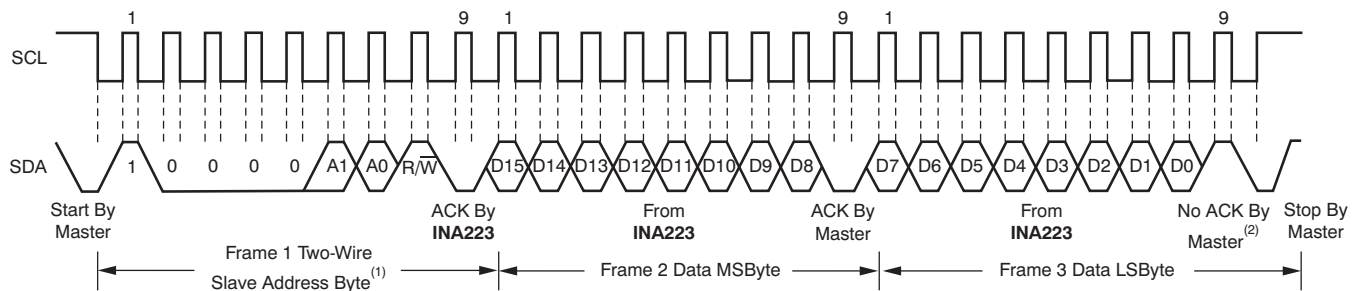 1 9 1 9 1 9
SCL
SDA 1 0 0 0 0 A1 A0 R/W̅ D15 D14 D13 D12 D11 D10 D9 D8 D7 D6 D5 D4 D3 D2 D1 D0
Start By
Master
ACK By
INA223
From
INA223
ACK By
Master
From
INA223
No ACK By
Master(2)
Stop By
Master
Frame 1 Two-Wire
Slave Address Byte(1)
Frame 2 Data MSByte
Frame 3 Data LSByte